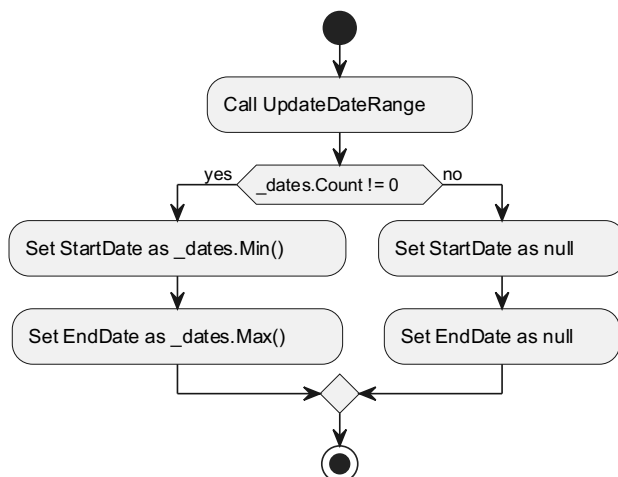 Call UpdateDateRange
yes
_dates.Count != 0
no
Set StartDate as _dates.Min()
Set StartDate as null
Set EndDate as _dates.Max()
Set EndDate as null